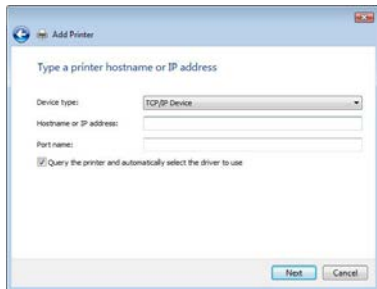 Add Printer
Type a printer hostname or IP address
Device type: TCP/IP Device
Hostname or IP address:
Port name:
Query the printer and automatically select the driver to use
Next Cancel